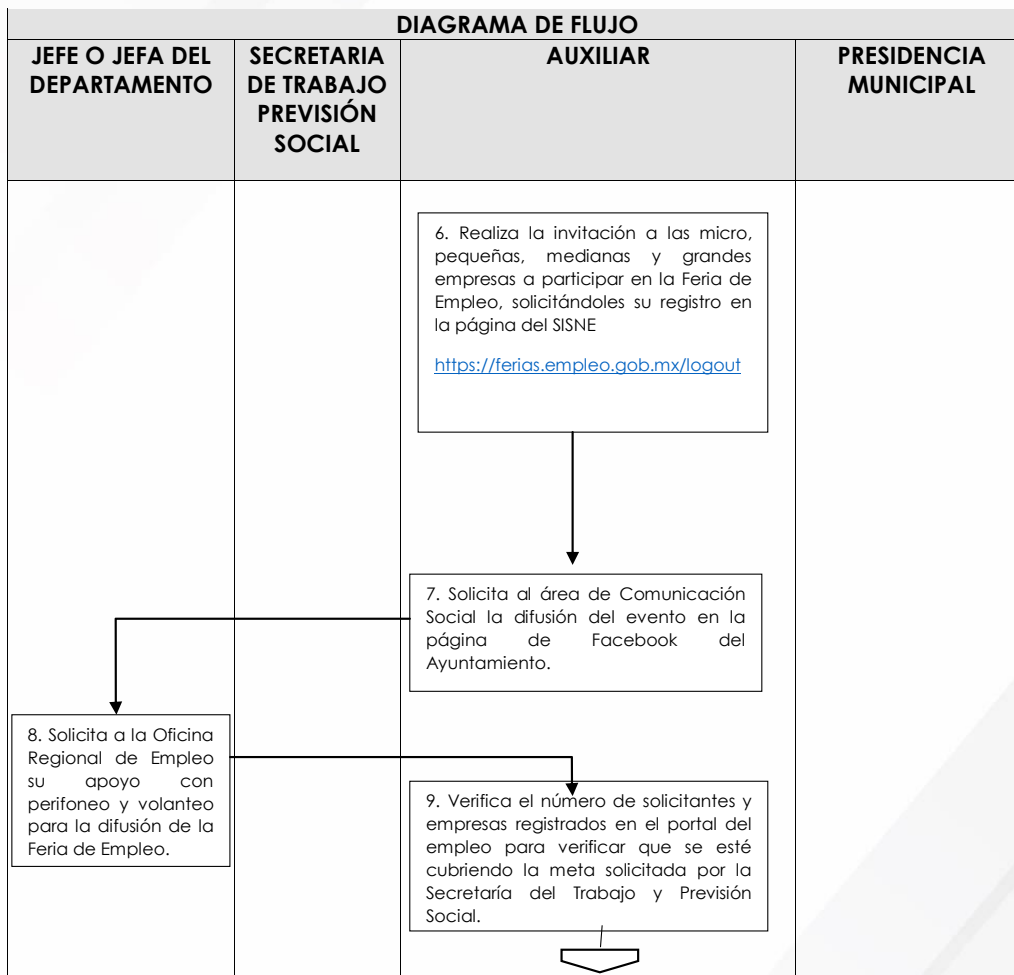 DIAGRAMA DE FLUJO
JEFE O JEFA DEL
DEPARTAMENTO
SECRETARIA
DE TRABAJO
PREVISIÓN
SOCIAL
AUXILIAR
PRESIDENCIA
MUNICIPAL
6. Realiza la invitación a las micro,
pequeñas, medianas y grandes
empresas a participar en la Feria de
Empleo, solicitándoles su registro en
la página del SISNE
https://ferias.empleo.gob.mx/logout
7. Solicita al área de Comunicación
Social la difusión del evento en la
página de Facebook del
Ayuntamiento.
8. Solicita a la Oficina
Regional de Empleo
su apoyo con
perifoneo y volanteo
para la difusión de la
Feria de Empleo.
9. Verifica el número de solicitantes y
empresas registrados en el portal del
empleo para verificar que se esté
cubriendo la meta solicitada por la
Secretaría del Trabajo y Previsión
Social.